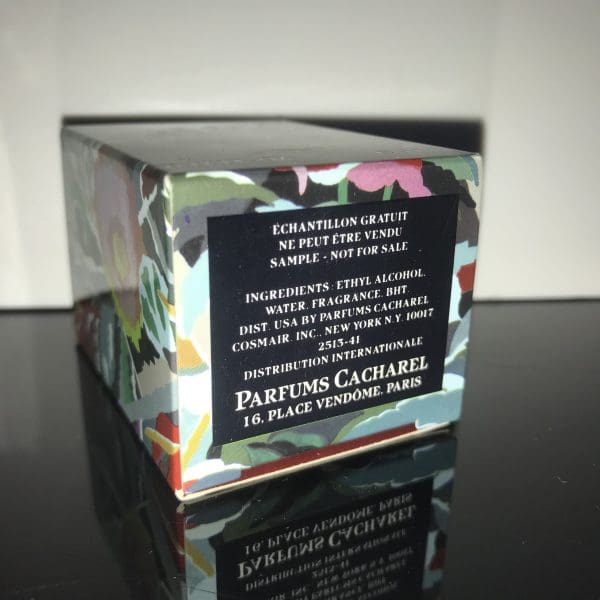 ÉCHANTILLON GRATUIT
NE PEUT ÊTRE VENDU
SAMPLE - NOT FOR SALE
INGREDIENTS : ETHYL ALCOHOL.
WATER. FRAGRANCE. BHT.
DIST. USA BY PARFUMS CACHAREL
COSMAIR. INC.. NEW YORK N.Y. 10017
2513-41
DISTRIBUTION INTERNATIONALE
PARFUMS CACHAREL
16, PLACE VENDÔME, PARIS